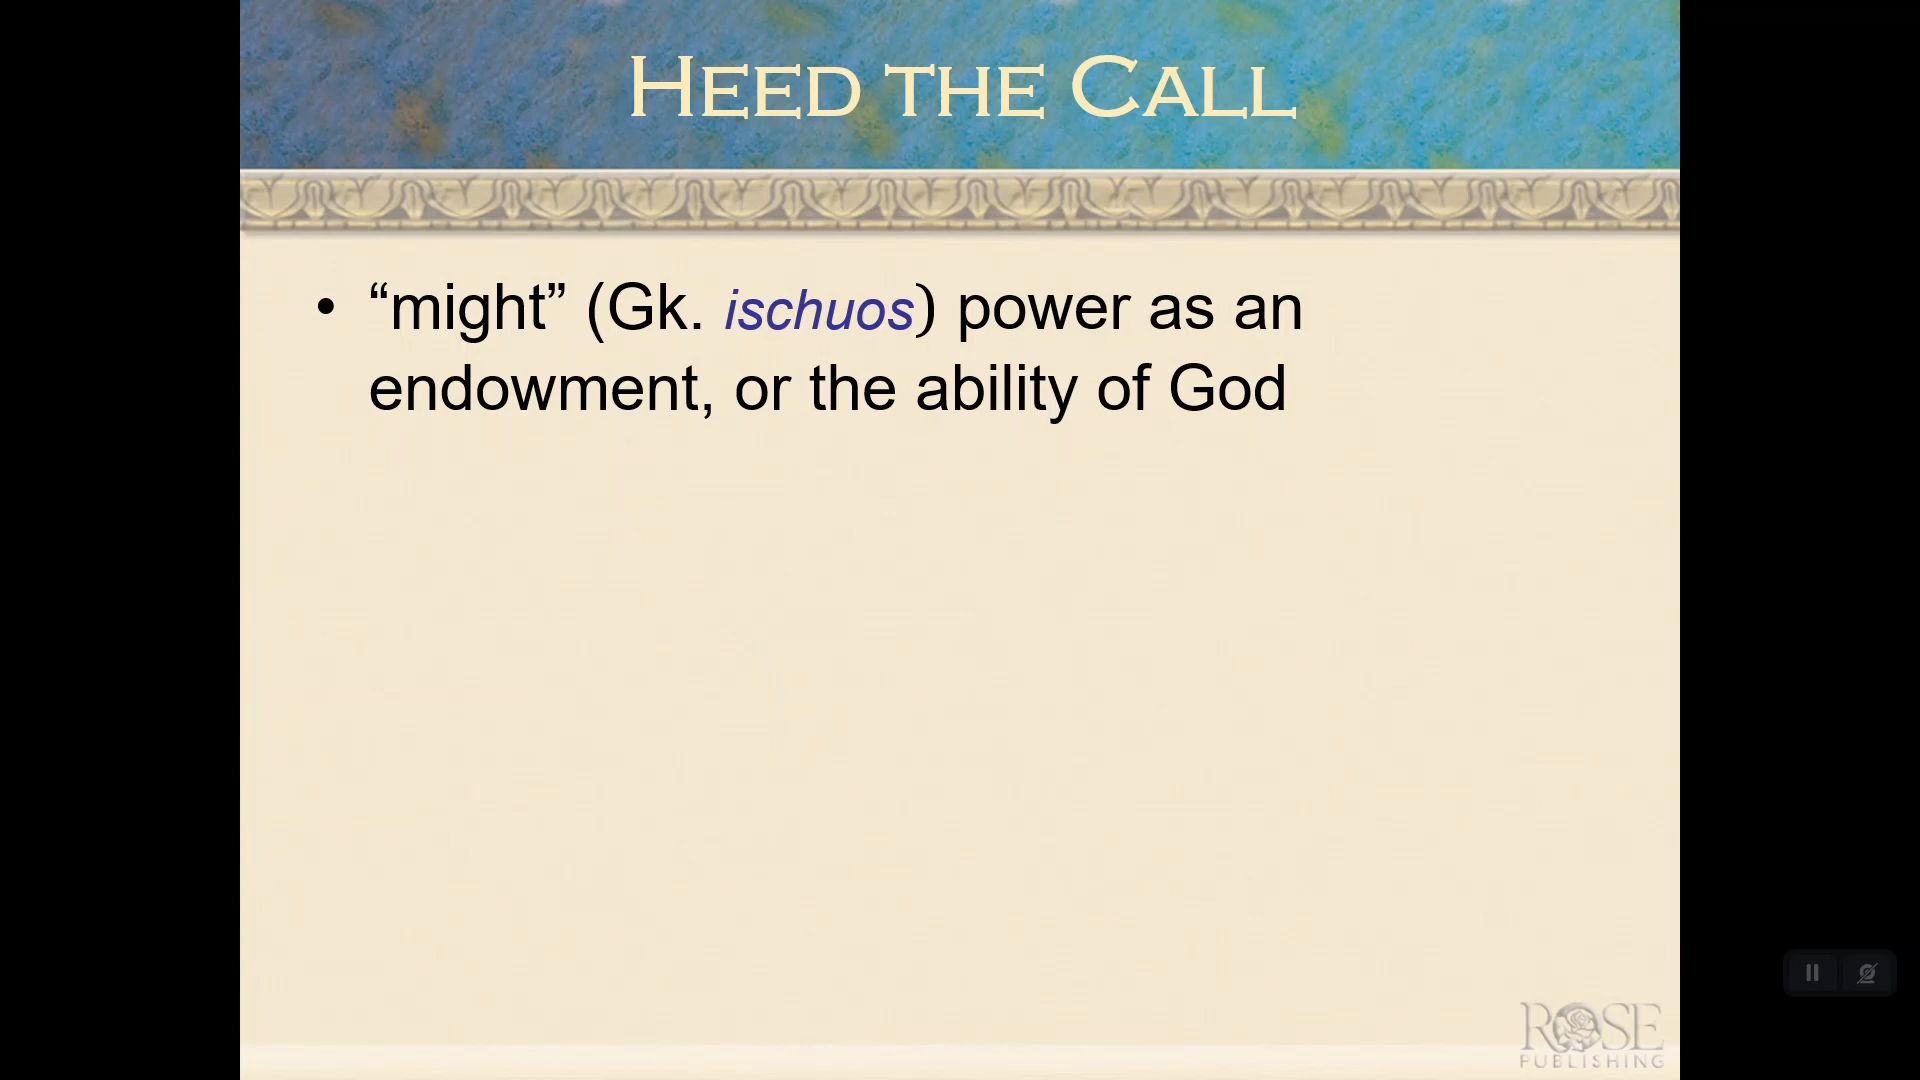 HEED THE CALL
• “might” (Gk. ischuos) power as an
endowment, or the ability of God
ROSE
PUBLISHING